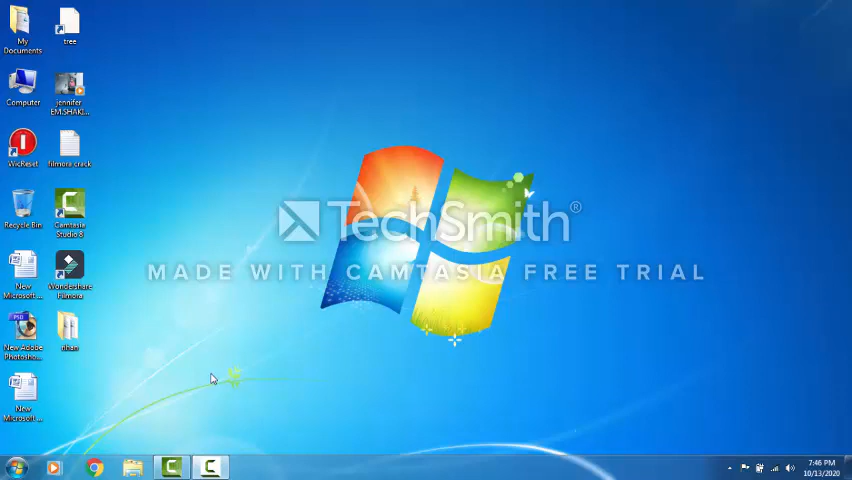 My
Documents
tree
Computer
jennifer
EM.SHAKI...
WicReset
filmora crack
Recycle Bin
Camtasia
Studio 8
New
Microsoft ...
Wondershare
Filmora
PSD
New Adobe
Photosho...
rihan
New
Microsoft ...
TechSmith®
MADE WITH CAMTASIA FREE TRIAL
7:46 PM
10/13/2020